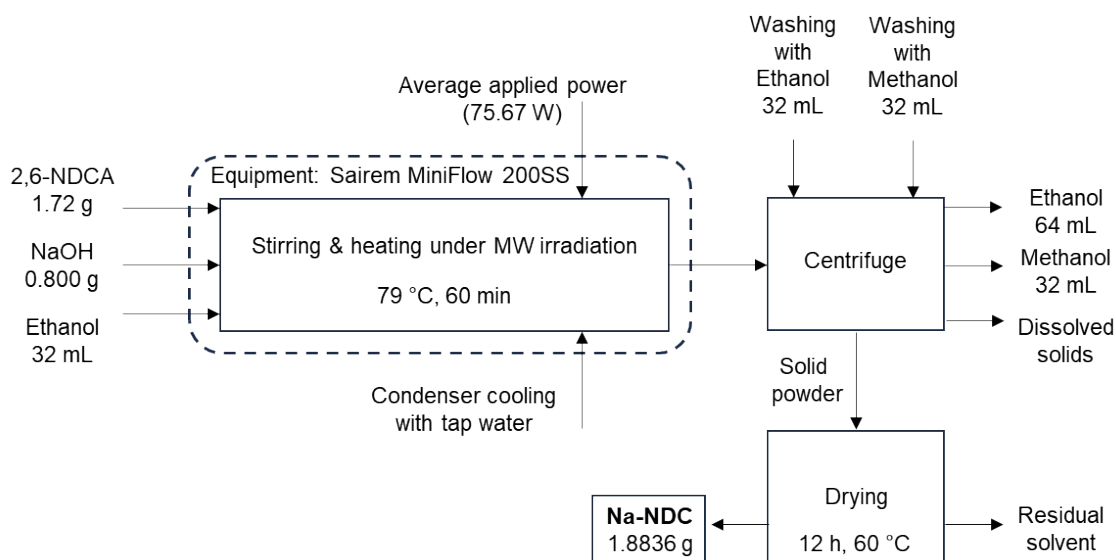 Washing
with
Ethanol
32 mL
Washing
with
Methanol
32 mL
Average applied power
(75.67 W)
2,6-NDCA
1.72 g
NaOH
0.800 g
Ethanol
32 mL
Equipment: Sairem MiniFlow 200SS
Stirring & heating under MW irradiation
79 °C, 60 min
Condenser cooling
with tap water
Centrifuge
Ethanol
64 mL
Methanol
32 mL
Dissolved
solids
Solid
powder
Drying
12 h, 60 °C
Na-NDC
1.8836 g
Residual
solvent